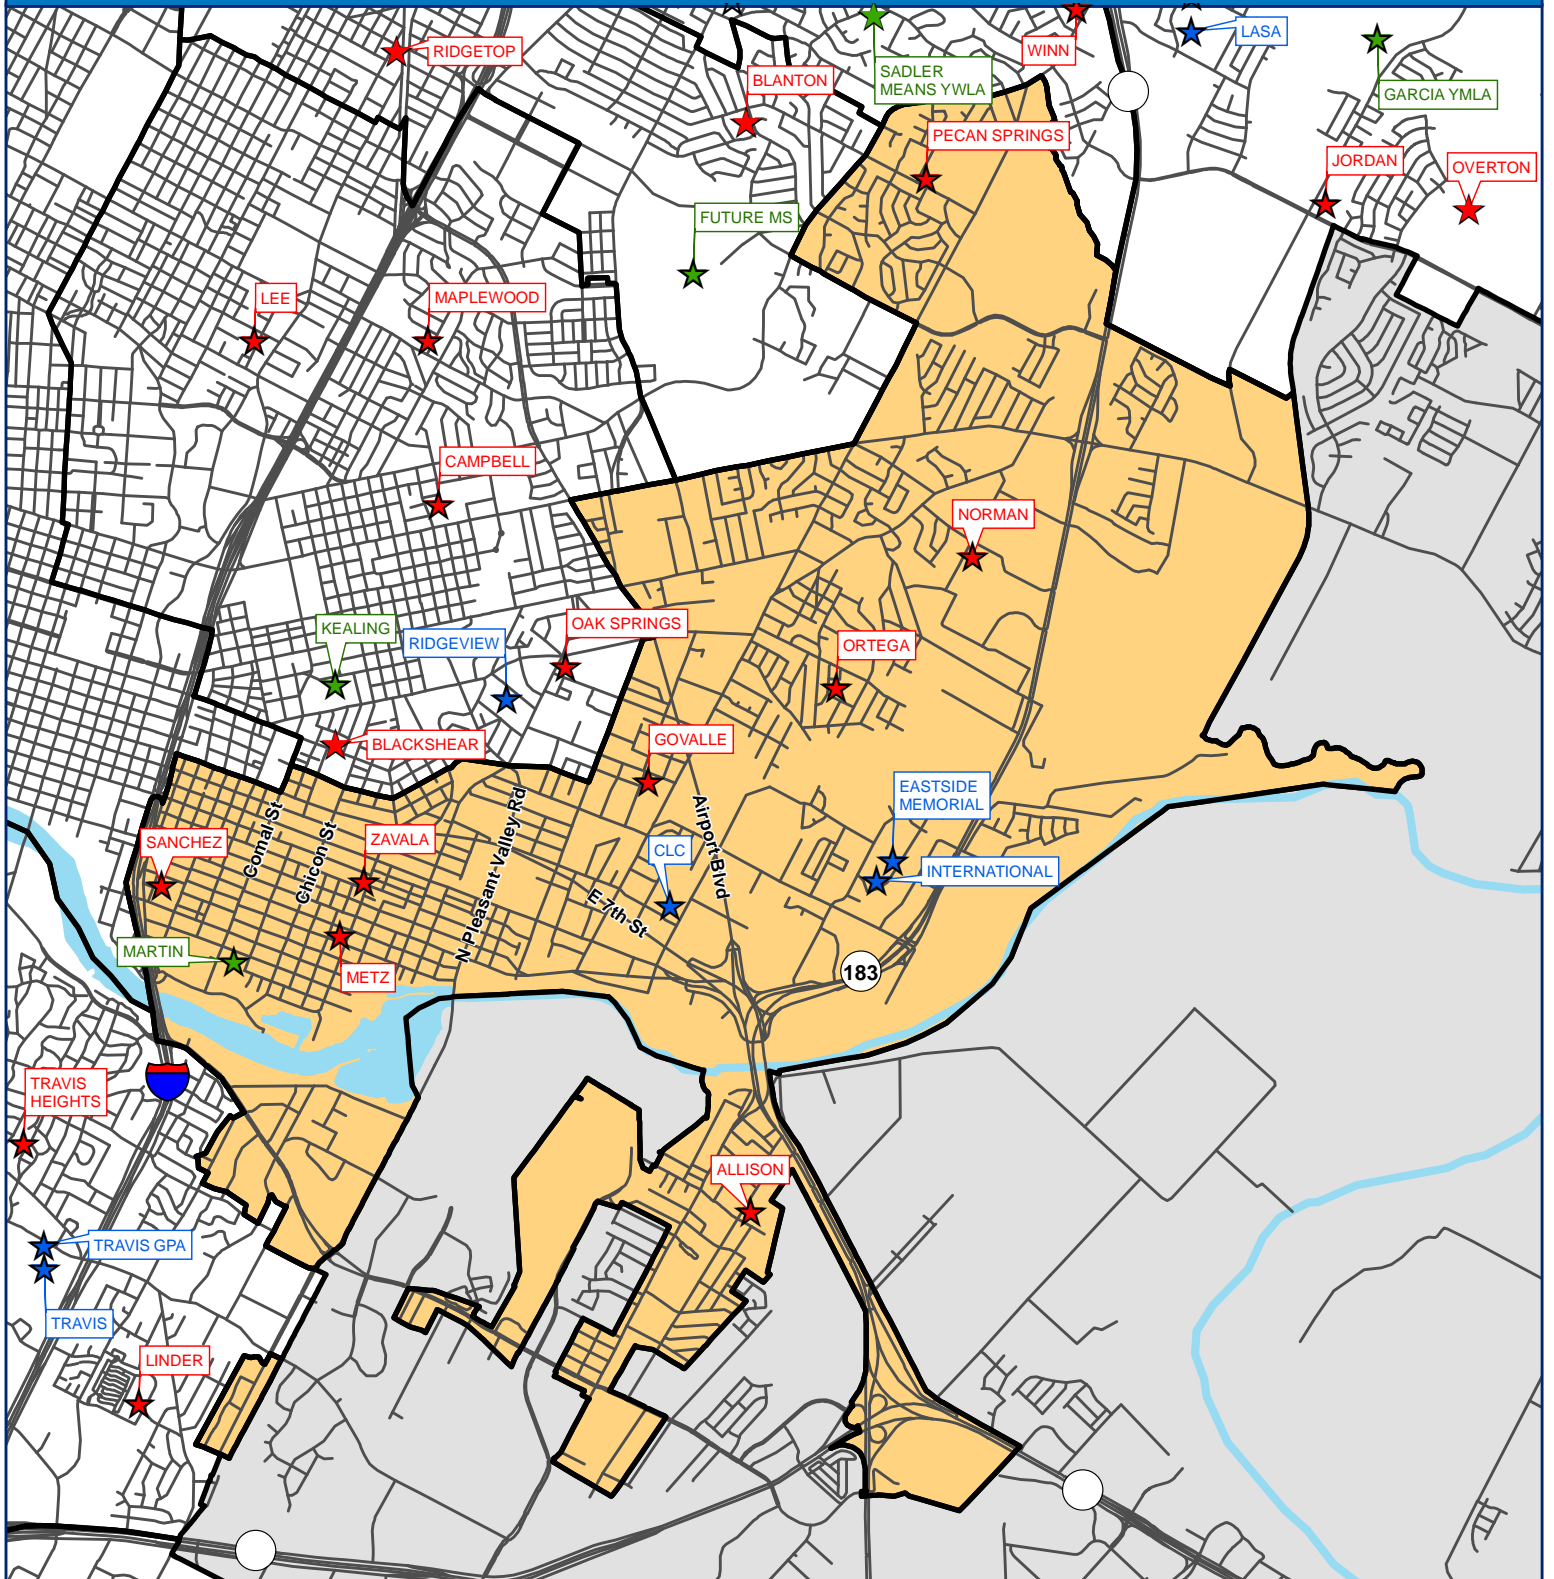 RIDGETOP
WINN
LASA
SADLER
MEANS YWLA
BLANTON
GARCIA YMLA
PECAN SPRINGS
JORDAN
OVERTON
FUTURE MS
LEE
MAPLEWOOD
CAMPBELL
NORMAN
KEALING
RIDGEVIEW
OAK SPRINGS
ORTEGA
BLACKSHEAR
GOVALLE
EASTSIDE
MEMORIAL
Comal St
Chicon St
N Pleasant Valley Rd
Airport Blvd
SANCHEZ
ZAVALA
CLC
INTERNATIONAL
E 7th St
MARTIN
METZ
183
TRAVIS
HEIGHTS
ALLISON
TRAVIS GPA
TRAVIS
LINDER